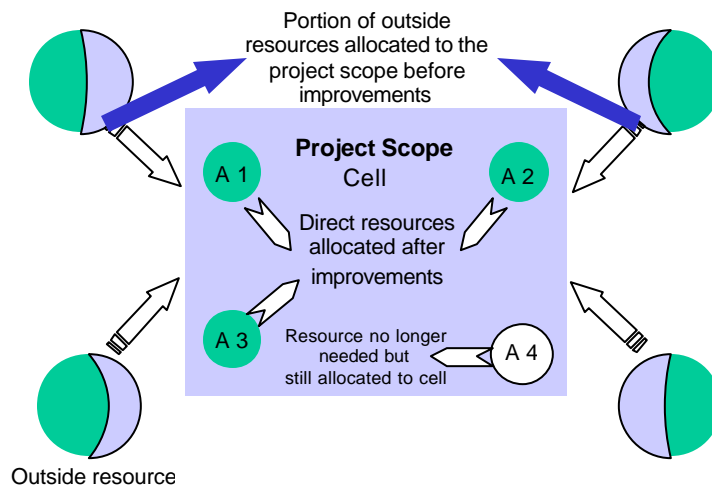 Portion of outside
resources allocated to the
project scope before
improvements
Project Scope
Cell
A 1
A 2
Direct resources
allocated after
improvements
A 3
Resource no longer
needed but
still allocated to cell
A 4
Outside resource